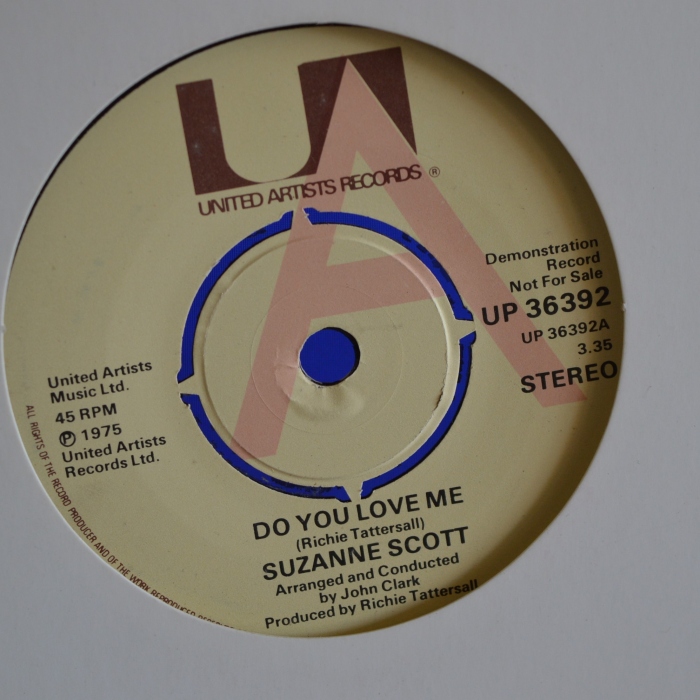 UA
UNITED ARTISTS RECORDS ®
A
Demonstration
Record
Not For Sale
UP 36392
UP 36392A
3.35
STEREO
United Artists
Music Ltd.
45 RPM
Ⓟ 1975
United Artists
Records Ltd.
ALL RIGHTS OF THE RECORD PRODUCER AND OF THE WORK REPRODUCED
DO YOU LOVE ME
(Richie Tattersall)
SUZANNE SCOTT
Arranged and Conducted
by John Clark
Produced by Richie Tattersall